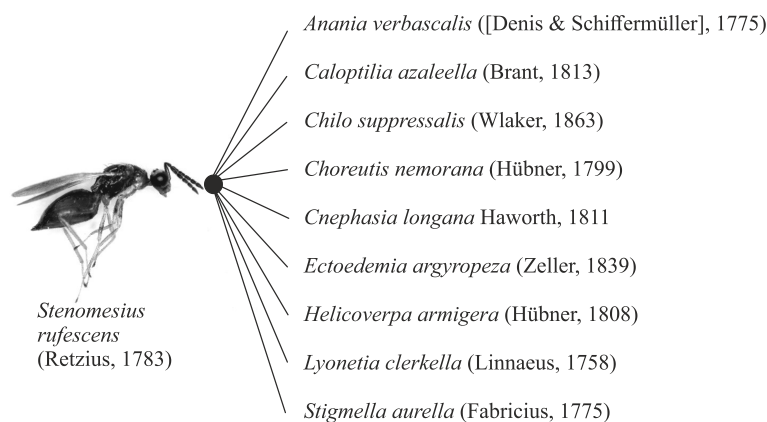 Anania verbascalis ([Denis & Schiffermüller], 1775)
Caloptilia azaleella (Brant, 1813)
Chilo suppressalis (Wlaker, 1863)
Choreutis nemorana (Hübner, 1799)
Cnephasia longana Haworth, 1811
Ectoedemia argyropeza (Zeller, 1839)
Helicoverpa armigera (Hübner, 1808)
Lyonetia clerkella (Linnaeus, 1758)
Stigmella aurella (Fabricius, 1775)
Stenomesius
rufescens
(Retzius, 1783)